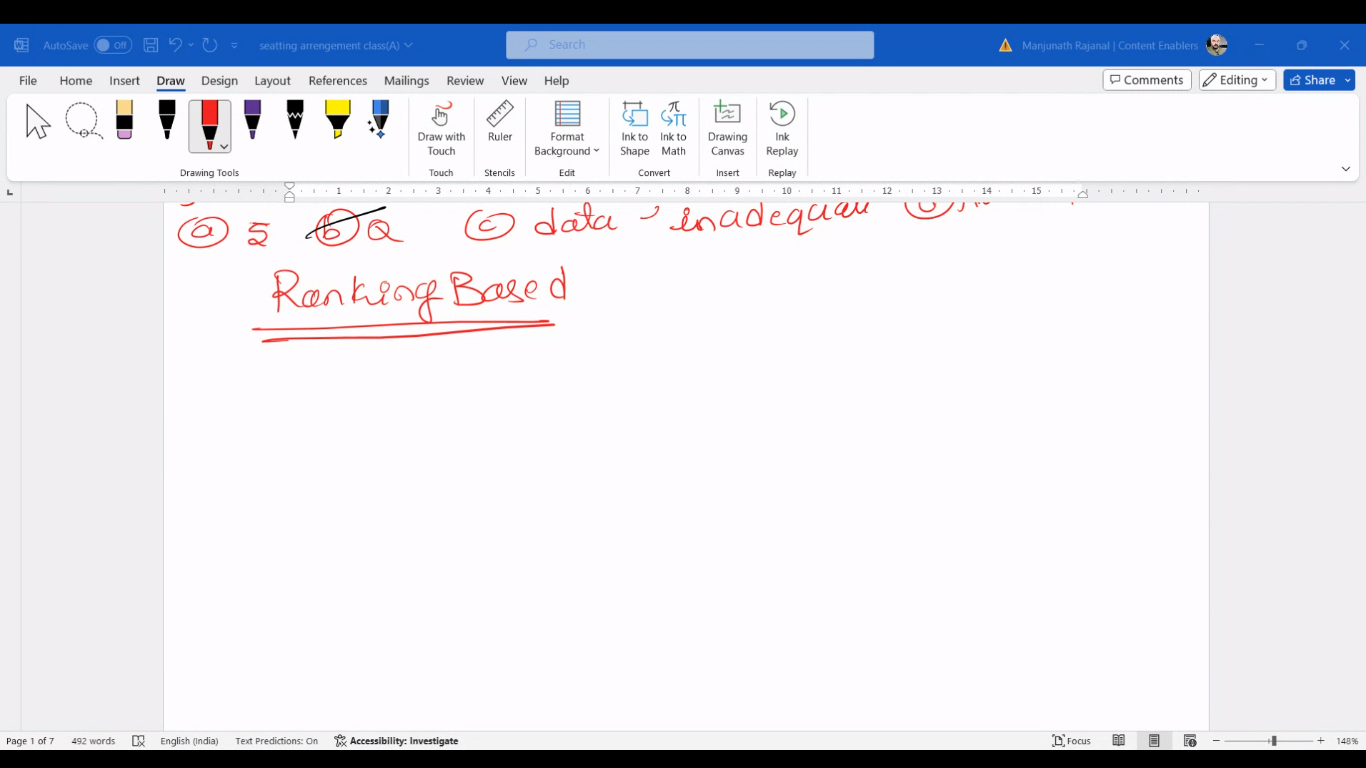 AutoSave Off seatting arrengement class(A) Search Manjunath Rajanal | Content Enablers
File Home Insert Draw Design Layout References Mailings Review View Help Comments Editing Share
Draw with Touch Ruler Format Background Ink to Shape Ink to Math Drawing Canvas Ink Replay
Drawing Tools Touch Stencils Edit Convert Insert Replay
1 2 3 4 5 6 7 8 9 10 11 12 13 14 15
a 5 b 2 c data inadequate
Ranking Based
Page 1 of 7 492 words English (India) Text Predictions: On Accessibility: Investigate Focus 148%